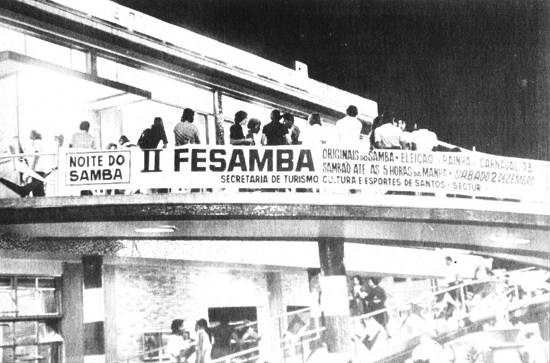 NOITE DO
SAMBA
II FESAMBA
SECRETARIA DE TURISMO
ORIGINAIS DO SAMBA - ELEIÇÃO - RAINHA - CARNAVAL 73
SAMBÃO ATÉ AS 5 HORAS DA MANHÃ - SÁBADO 2 DEZEMBRO
CULTURA E ESPORTES DE SANTOS - SECTUR